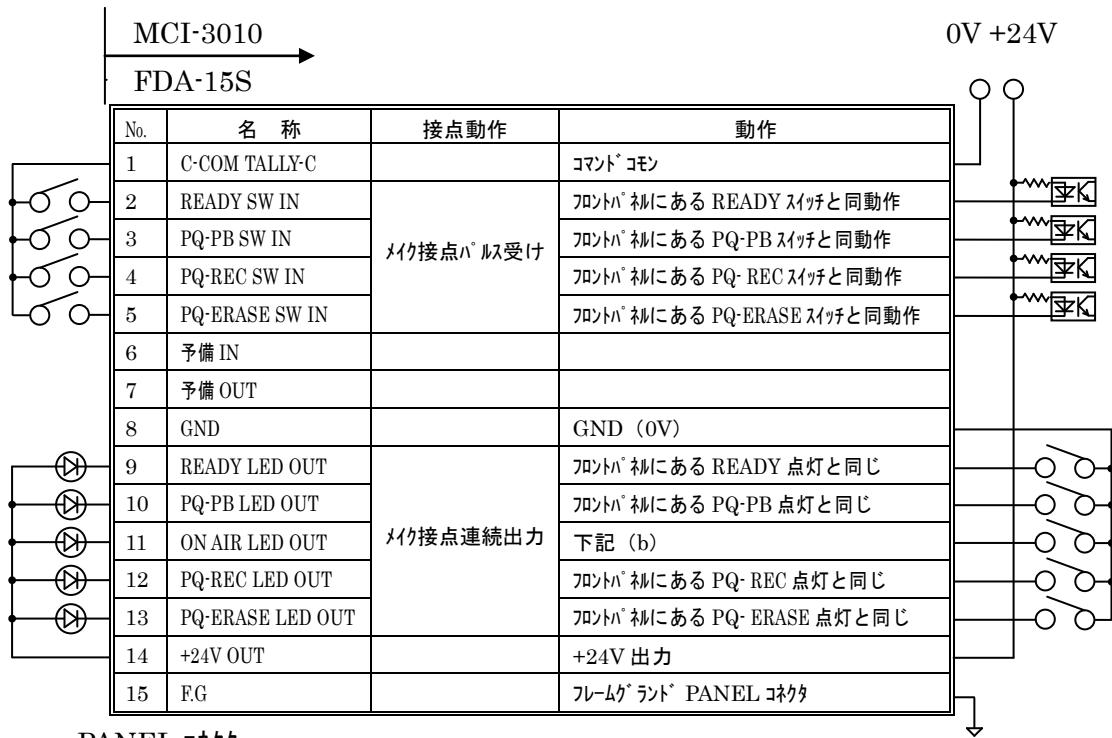 MCI-3010
0V +24V
FDA-15S
No. 名 称 接点動作 動作
1 C-COM TALLY-C ｺﾏﾝﾄﾞｺﾓﾝ
2 READY SW IN ﾌﾛﾝﾄﾊﾟﾈﾙにある READY ｽｲｯﾁと同動作
3 PQ-PB SW IN ﾌﾛﾝﾄﾊﾟﾈﾙにある PQ-PB ｽｲｯﾁと同動作
ﾒｲｸ接点ﾊﾟﾙｽ受け
4 PQ-REC SW IN ﾌﾛﾝﾄﾊﾟﾈﾙにある PQ- REC ｽｲｯﾁと同動作
5 PQ-ERASE SW IN ﾌﾛﾝﾄﾊﾟﾈﾙにある PQ-ERASE ｽｲｯﾁと同動作
6 予備 IN
7 予備 OUT
8 GND GND（0V）
9 READY LED OUT ﾌﾛﾝﾄﾊﾟﾈﾙにある READY 点灯と同じ
10 PQ-PB LED OUT ﾌﾛﾝﾄﾊﾟﾈﾙにある PQ-PB 点灯と同じ
11 ON AIR LED OUT ﾒｲｸ接点連続出力 下記（b）
12 PQ-REC LED OUT ﾌﾛﾝﾄﾊﾟﾈﾙにある PQ- REC 点灯と同じ
13 PQ-ERASE LED OUT ﾌﾛﾝﾄﾊﾟﾈﾙにある PQ- ERASE 点灯と同じ
14 +24V OUT +24V 出力
15 F.G ﾌﾚｰﾑｸﾞﾗﾝﾄﾞ PANEL ｺﾈｸﾀ
PANEL ｺﾈｸﾀ